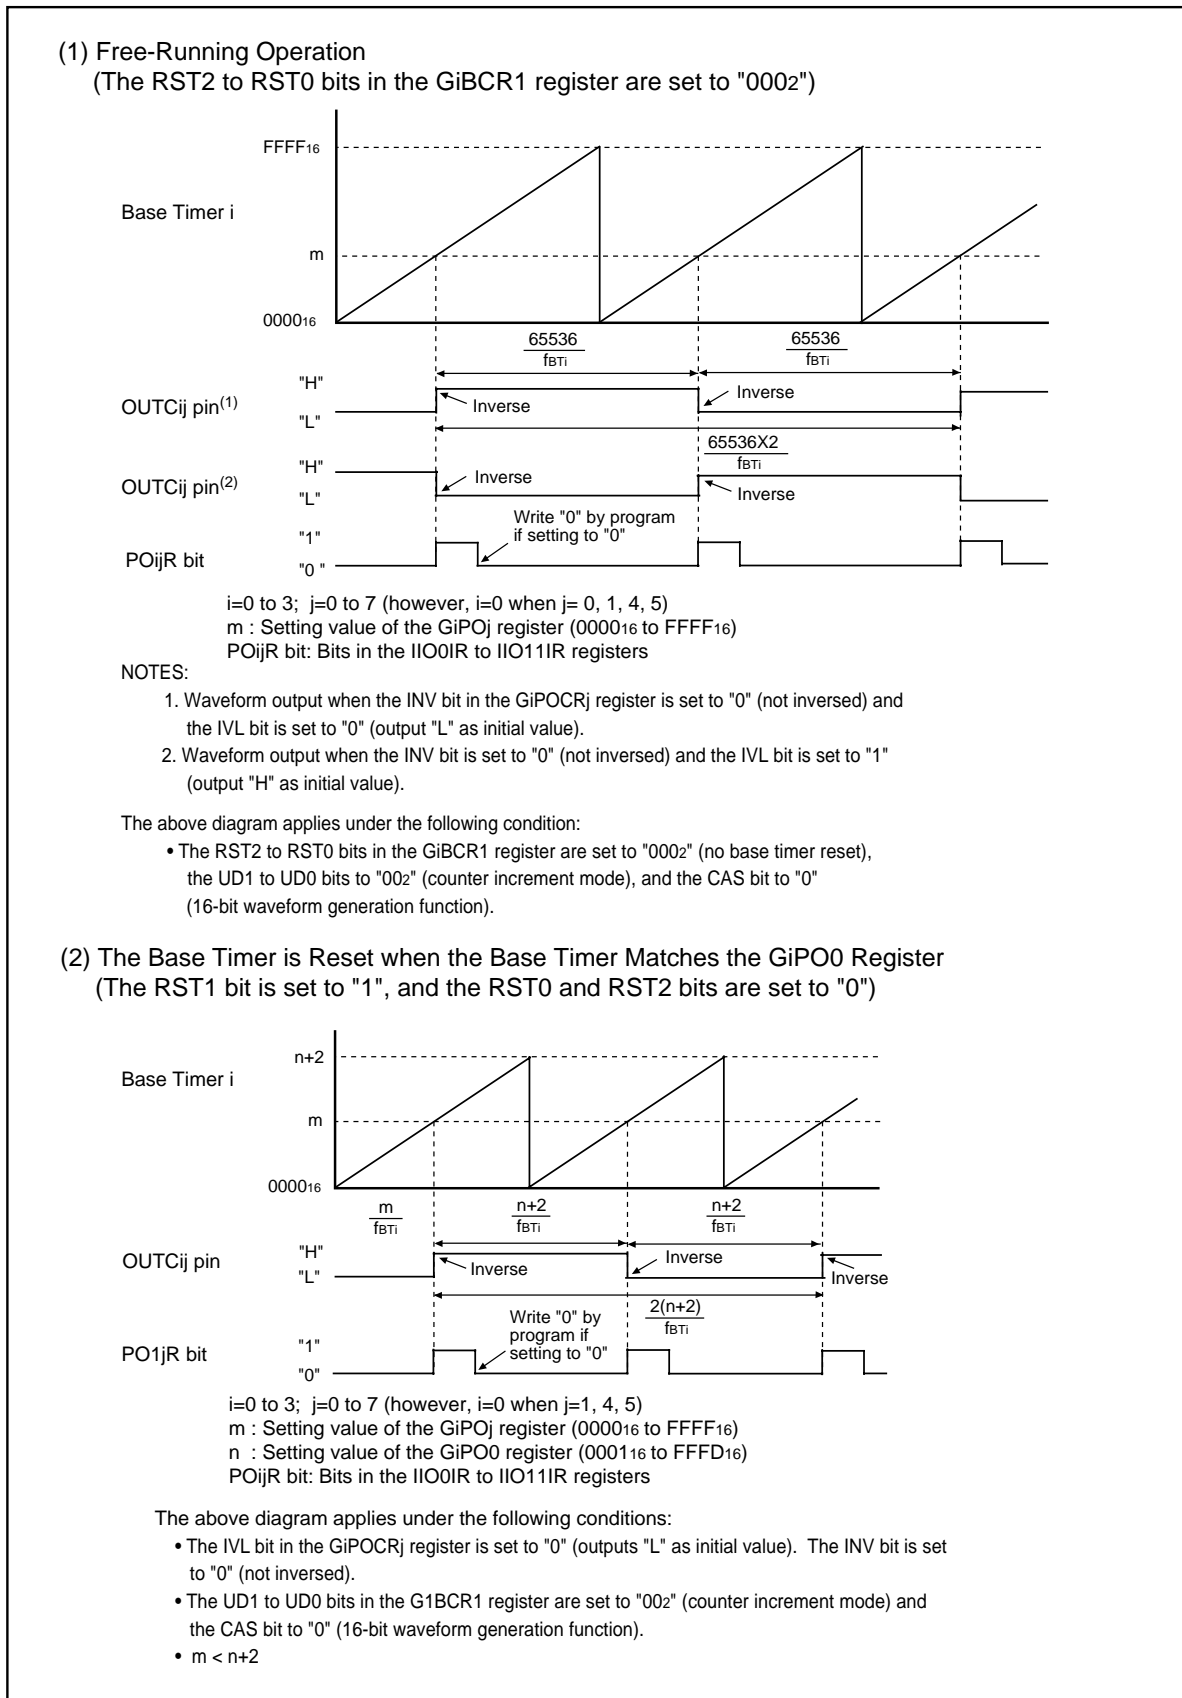 (1) Free-Running Operation
(The RST2 to RST0 bits in the GiBCR1 register are set to "0002")
FFFF16
Base Timer i
m
000016
65536
fBTi
65536
fBTi
"H"
OUTCij pin(1)
"L"
Inverse
Inverse
65536X2
fBTi
"H"
OUTCij pin(2)
"L"
Inverse
Inverse
Write "0" by program
if setting to "0"
"1"
POijR bit
"0 "
i=0 to 3; j=0 to 7 (however, i=0 when j= 0, 1, 4, 5)
m : Setting value of the GiPOj register (000016 to FFFF16)
POijR bit: Bits in the IIO0IR to IIO11IR registers
NOTES:
1. Waveform output when the INV bit in the GiPOCRj register is set to "0" (not inversed) and
the IVL bit is set to "0" (output "L" as initial value).
2. Waveform output when the INV bit is set to "0" (not inversed) and the IVL bit is set to "1"
(output "H" as initial value).
The above diagram applies under the following condition:
• The RST2 to RST0 bits in the GiBCR1 register are set to "0002" (no base timer reset),
the UD1 to UD0 bits to "002" (counter increment mode), and the CAS bit to "0"
(16-bit waveform generation function).
(2) The Base Timer is Reset when the Base Timer Matches the GiPO0 Register
(The RST1 bit is set to "1", and the RST0 and RST2 bits are set to "0")
n+2
Base Timer i
m
000016
m
fBTi
n+2
fBTi
n+2
fBTi
"H"
OUTCij pin
"L"
Inverse
Inverse
Inverse
2(n+2)
fBTi
Write "0" by
program if
setting to "0"
"1"
PO1jR bit
"0"
i=0 to 3; j=0 to 7 (however, i=0 when j=1, 4, 5)
m : Setting value of the GiPOj register (000016 to FFFF16)
n : Setting value of the GiPO0 register (000116 to FFFD16)
POijR bit: Bits in the IIO0IR to IIO11IR registers
The above diagram applies under the following conditions:
• The IVL bit in the GiPOCRj register is set to "0" (outputs "L" as initial value). The INV bit is set
to "0" (not inversed).
• The UD1 to UD0 bits in the G1BCR1 register are set to "002" (counter increment mode) and
the CAS bit to "0" (16-bit waveform generation function).
• m < n+2